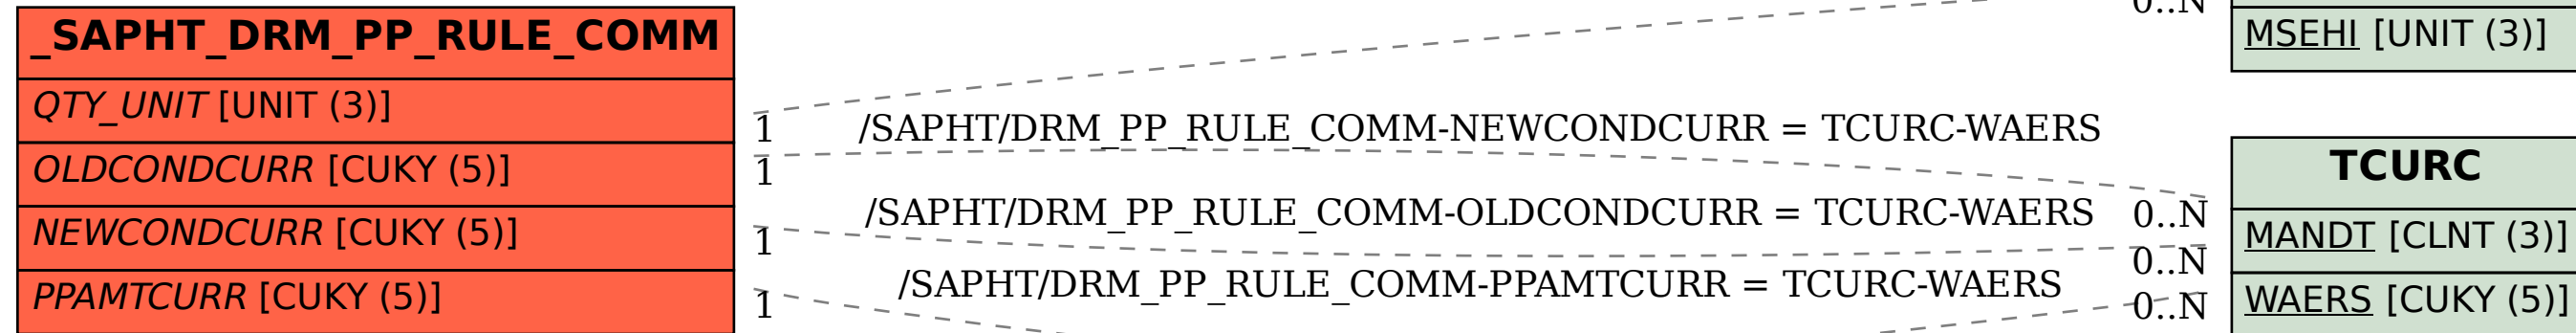 _SAPHT_DRM_PP_RULE_COMM
QTY_UNIT [UNIT (3)]
OLDCONDCURR [CUKY (5)]
NEWCONDCURR [CUKY (5)]
PPAMTCURR [CUKY (5)]
0..N
1
/SAPHT/DRM_PP_RULE_COMM-NEWCONDCURR = TCURC-WAERS
1
/SAPHT/DRM_PP_RULE_COMM-OLDCONDCURR = TCURC-WAERS
0..N
1
0..N
/SAPHT/DRM_PP_RULE_COMM-PPAMTCURR = TCURC-WAERS
1
0..N
MSEHI [UNIT (3)]
TCURC
MANDT [CLNT (3)]
WAERS [CUKY (5)]